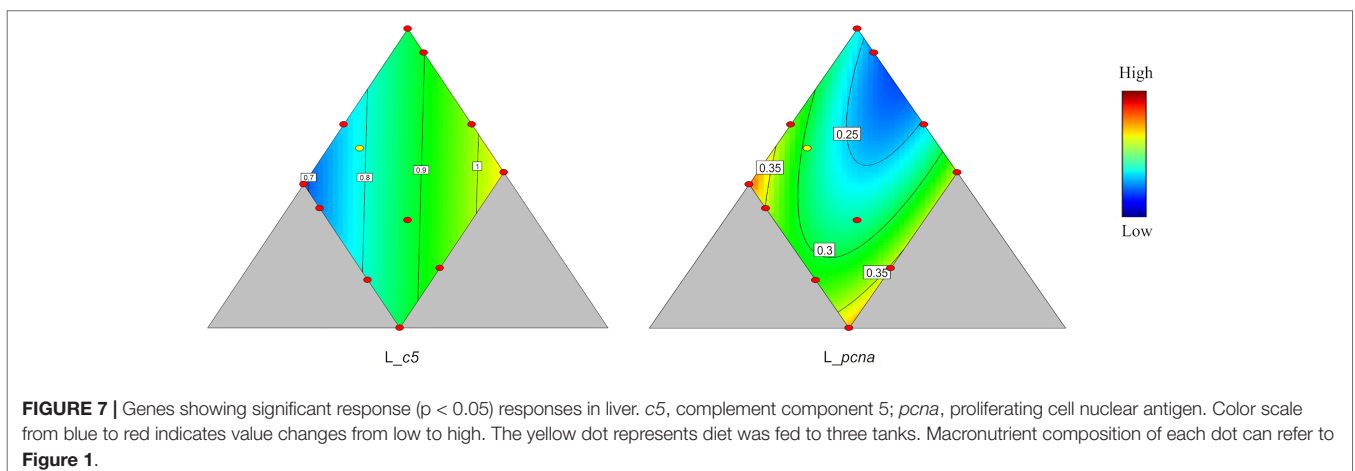 High
Low
0.7
0.8
0.9
1
L_c5
0.25
0.35
0.3
0.35
L_pcna
FIGURE 7 | Genes showing significant response (p < 0.05) responses in liver. c5, complement component 5; pcna, proliferating cell nuclear antigen. Color scale
from blue to red indicates value changes from low to high. The yellow dot represents diet was fed to three tanks. Macronutrient composition of each dot can refer to
Figure 1.